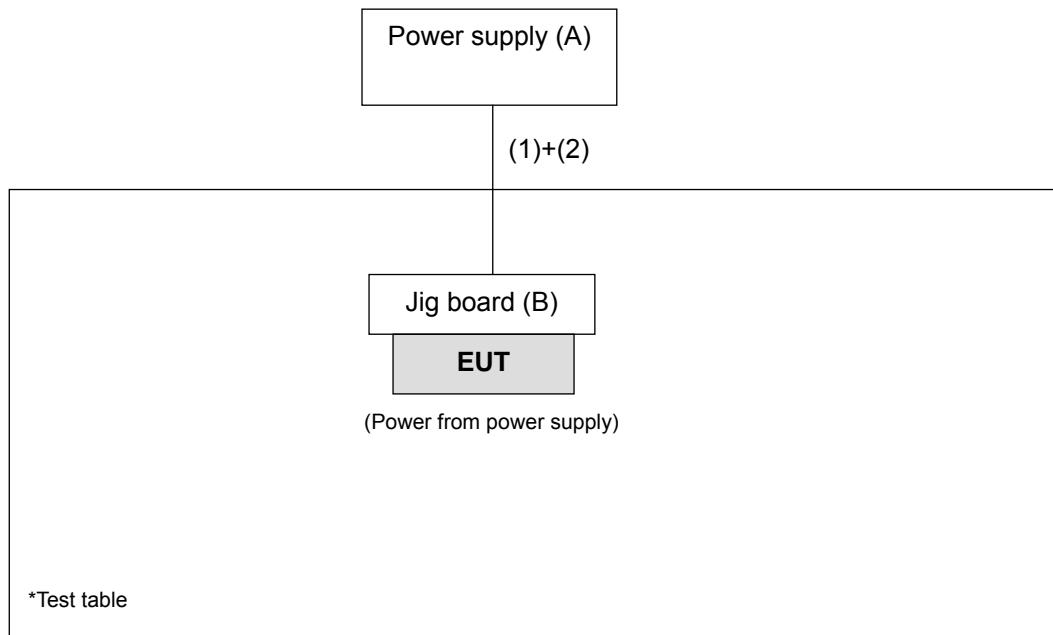 Power supply (A)
(1)+(2)
Jig board (B)
EUT
(Power from power supply)
*Test table